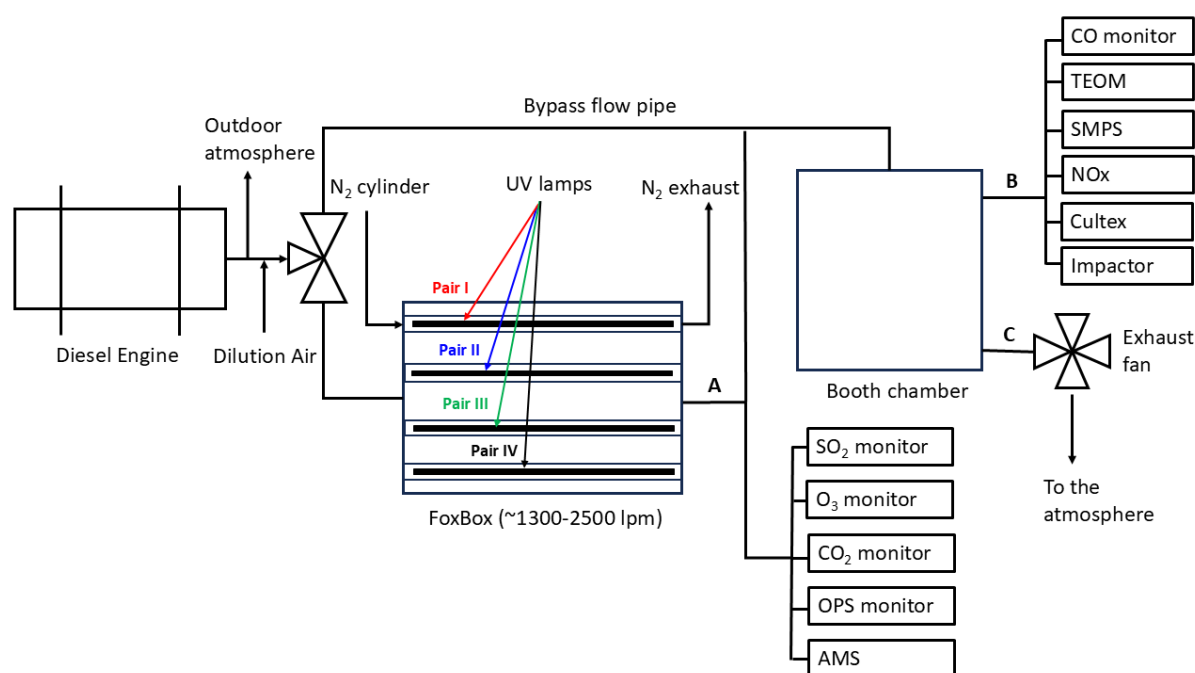 CO monitor
TEOM
SMPS
NOx
Cultex
Impactor
Bypass flow pipe
Outdoor
atmosphere
N₂ cylinder
UV lamps
N₂ exhaust
B
Pair I
Pair II
Pair III
Pair IV
A
C
Diesel Engine
Dilution Air
Exhaust
fan
Booth chamber
FoxBox (~1300-2500 lpm)
SO₂ monitor
O₃ monitor
CO₂ monitor
OPS monitor
AMS
To the
atmosphere